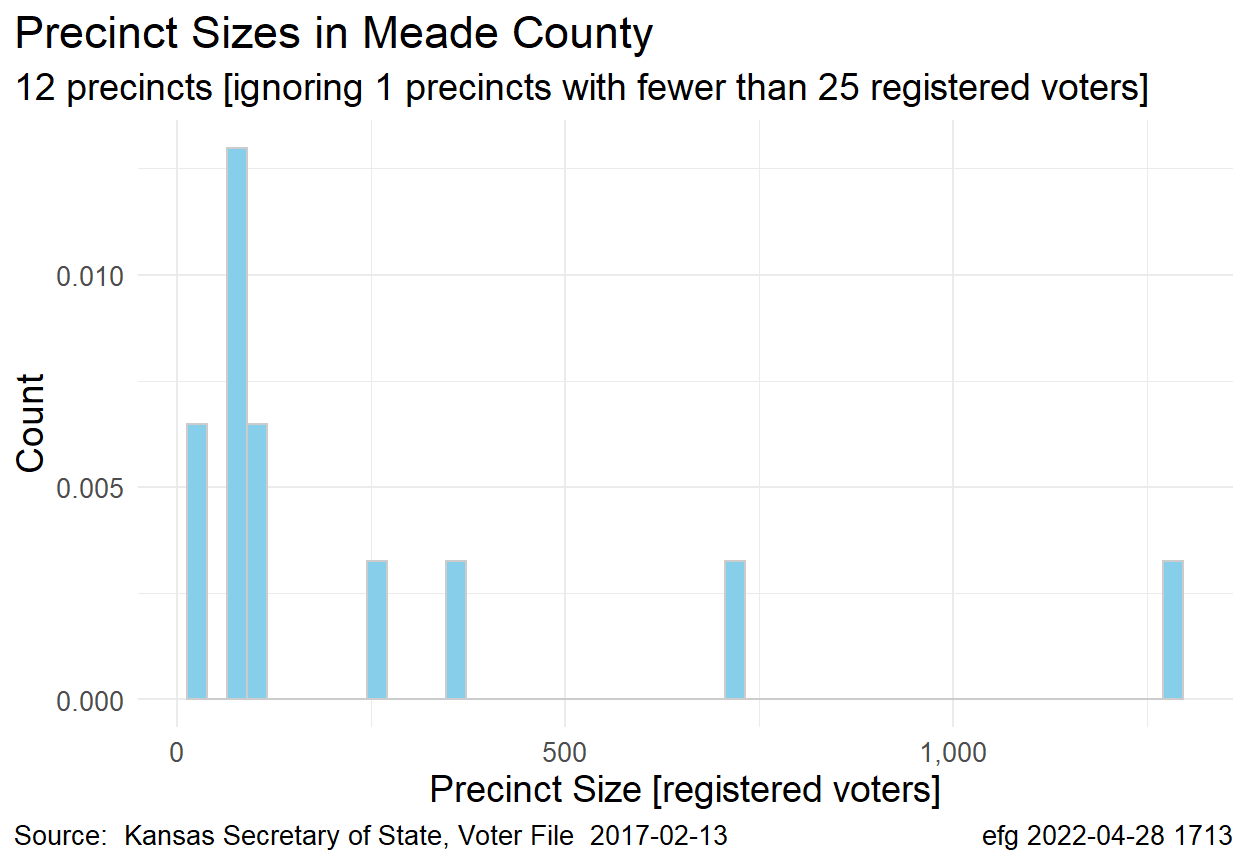 Precinct Sizes in Meade County
12 precincts [ignoring 1 precincts with fewer than 25 registered voters]
Count
0.010
0.005
0.000
0 500 1,000
Precinct Size [registered voters]
Source:  Kansas Secretary of State, Voter File  2017-02-13 efg 2022-04-28 1713